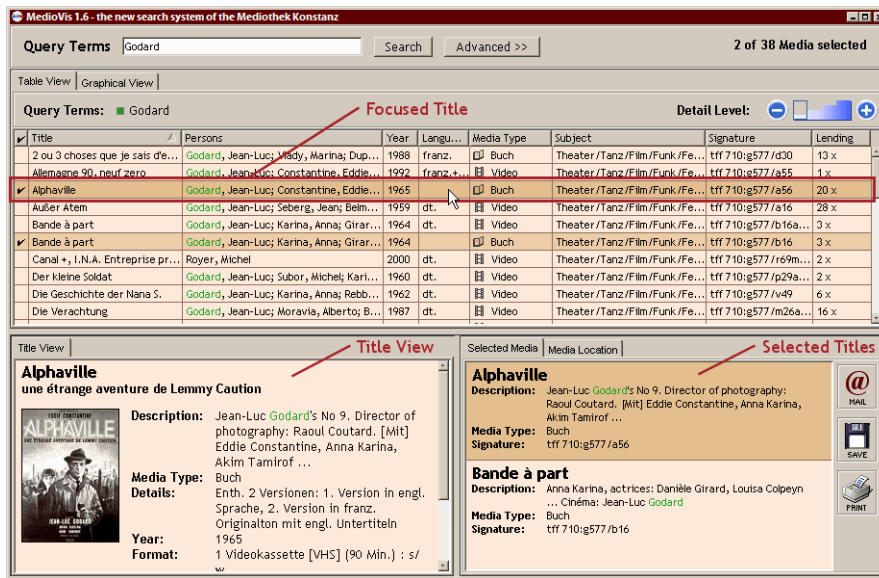 MedioVis 1.6 - the new search system of the Mediothek Konstanz
Query Terms Godard Search Advanced >> 2 of 38 Media selected
Table View Graphical View
Query Terms: Godard Focused Title Detail Level:
Title Persons Year Langu... Media Type Subject Signature Lending
2 ou 3 choses que je sais d'e... Godard, Jean-Luc; Vlady, Marina; Dup... 1988 franz. Buch Theater/Tanz/Film/Funk/Fe... tff 710:g577/d30 13 x
Allemagne 90, neuf zero Godard, Jean-Luc; Constantine, Eddie... 1992 franz.+... Video Theater/Tanz/Film/Funk/Fe... tff 710:g577/a55 1 x
Alphaville Godard, Jean-Luc; Constantine, Eddie... 1965 Buch Theater/Tanz/Film/Funk/Fe... tff 710:g577/a56 20 x
Außer Atem Godard, Jean-Luc; Seberg, Jean; Belm... 1959 dt. Video Theater/Tanz/Film/Funk/Fe... tff 710:g577/a16 28 x
Bande à part Godard, Jean-Luc; Karina, Anna; Girar... 1964 dt. Video Theater/Tanz/Film/Funk/Fe... tff 710:g577/b16a... 3 x
Bande à part Godard, Jean-Luc; Karina, Anna; Girar... 1964 Buch Theater/Tanz/Film/Funk/Fe... tff 710:g577/b16 3 x
Canal +, I.N.A. Entreprise pr... Royer, Michel 2000 dt. Video Theater/Tanz/Film/Funk/Fe... tff 710:g577/r69m... 2 x
Der kleine Soldat Godard, Jean-Luc; Subor, Michel; Kari... 1960 dt. Video Theater/Tanz/Film/Funk/Fe... tff 710:g577/p29a... 2 x
Die Geschichte der Nana S. Godard, Jean-Luc; Karina, Anna; Rebb... 1962 dt. Video Theater/Tanz/Film/Funk/Fe... tff 710:g577/v49 6 x
Die Verachtung Godard, Jean-Luc; Moravia, Alberto; B... 1987 dt. Video Theater/Tanz/Film/Funk/Fe... tff 710:g577/m26a... 16 x
Title View Title View
Alphaville
une étrange aventure de Lemmy Caution
EDDIE CONSTANTINE
ALPHAVILLE
UNE ETRANGE AVENTURE DE LEMMY CAUTION
JEAN-LUC GODARD
Description: Jean-Luc Godard's No 9. Director of
photography: Raoul Coutard. [Mit]
Eddie Constantine, Anna Karina,
Akim Tamirof ...
Media Type: Buch
Details: Enth. 2 Versionen: 1. Version in engl.
Sprache, 2. Version in franz.
Originalton mit engl. Untertiteln
Year: 1965
Format: 1 Videokassette [VHS] (90 Min.) : s/
w
Selected Media Media Location Selected Titles
Alphaville
Description: Jean-Luc Godard's No 9. Director of photography:
Raoul Coutard. [Mit] Eddie Constantine, Anna Karina,
Akim Tamirof ...
Media Type: Buch
Signature: tff 710:g577/a56
Bande à part
Description: Anna Karina, actrices: Danièle Girard, Louisa Colpeyn
... Cinéma: Jean-Luc Godard
Media Type: Buch
Signature: tff 710:g577/b16
@
MAIL
SAVE
PRINT